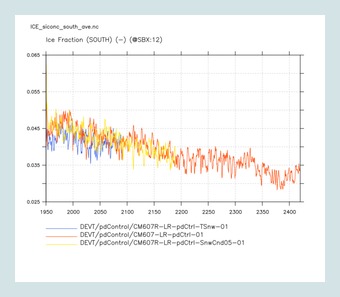 ICE_siconc_south_ave.nc
Ice Fraction (SOUTH) (-) (@SBX:12)
0.065
0.055
0.045
0.035
0.025
1950 2000 2050 2100 2150 2200 2250 2300 2350 2400
DEVT/pdControl/CM607R-LR-pdCtrl-TSnw-01
DEVT/pdControl/CM607-LR-pdCtrl-01
DEVT/pdControl/CM607R-LR-pdCtrl-SnwCnd05-01